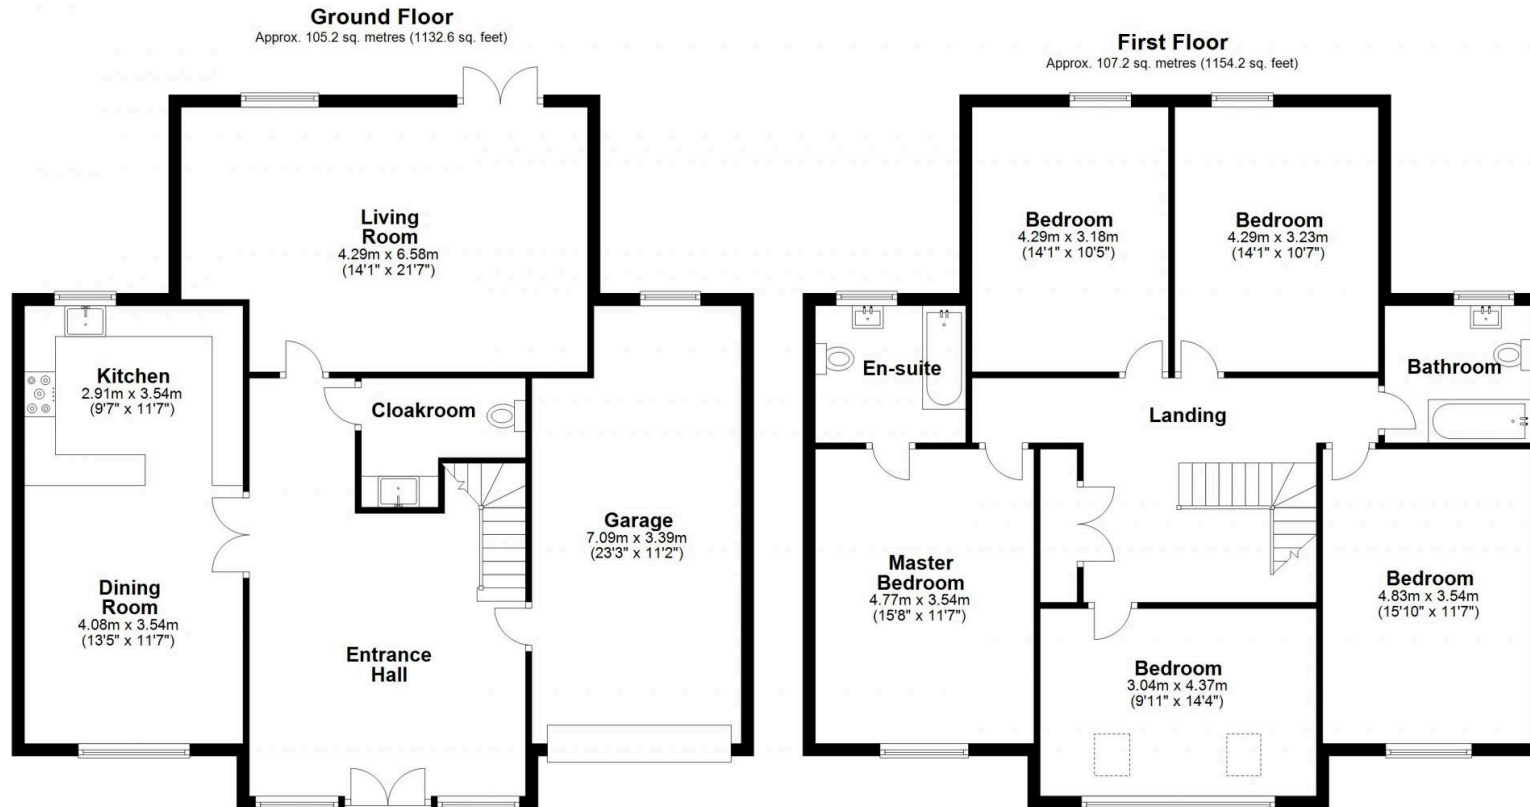 Ground Floor
Approx. 105.2 sq. metres (1132.6 sq. feet)
Living
Room
4.29m x 6.58m
(14'1" x 21'7")
Kitchen
2.91m x 3.54m
(9'7" x 11'7")
Cloakroom
Garage
7.09m x 3.39m
(23'3" x 11'2")
Dining
Room
4.08m x 3.54m
(13'5" x 11'7")
Entrance
Hall
First Floor
Approx. 107.2 sq. metres (1154.2 sq. feet)
Bedroom
4.29m x 3.18m
(14'1" x 10'5")
Bedroom
4.29m x 3.23m
(14'1" x 10'7")
En-suite
Bathroom
Landing
Master
Bedroom
4.77m x 3.54m
(15'8" x 11'7")
Bedroom
4.83m x 3.54m
(15'10" x 11'7")
Bedroom
3.04m x 4.37m
(9'11" x 14'4")